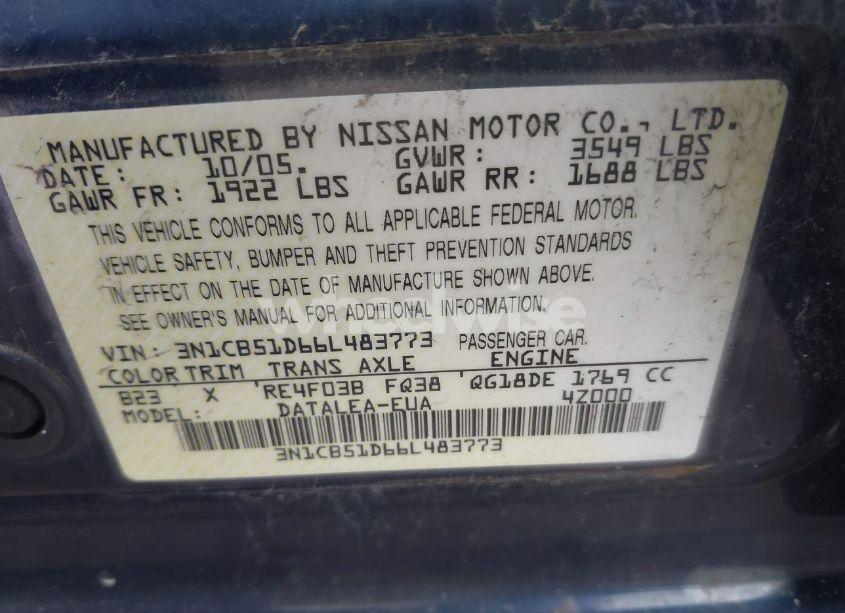 MANUFACTURED BY NISSAN MOTOR CO., LTD.
DATE: 10/05. GVWR: 3549 LBS
GAWR FR: 1922 LBS GAWR RR: 1688 LBS
THIS VEHICLE CONFORMS TO ALL APPLICABLE FEDERAL MOTOR.
VEHICLE SAFETY, BUMPER AND THEFT PREVENTION STANDARDS
IN EFFECT ON THE DATE OF MANUFACTURE SHOWN ABOVE.
SEE OWNER'S MANUAL FOR ADDITIONAL INFORMATION.
wheelwise
VIN: 3N1CB51D66L483773 PASSENGER CAR.
COLOR TRIM TRANS AXLE ENGINE
B23 X RE4F03B FQ38 QG18DE 1769 CC
MODEL: DATALEA-EUA 4Z000
3N1CB51D66L483773